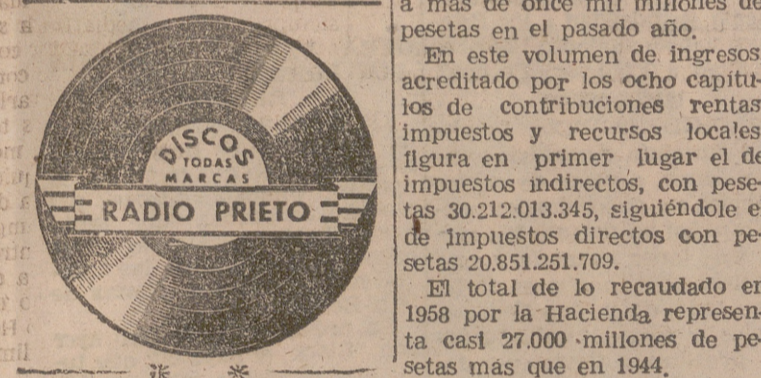 DISCOS
TODAS
MARCAS
RADIO PRIETO
a más de once mil millones de
pesetas en el pasado año.
En este volumen de ingresos
acreditado por los ocho capítu-
los de contribuciones rentas
impuestos y recursos locales
figura en primer lugar el de
impuestos indirectos, con pese-
tas 30.212.013.345, siguiéndole e
de impuestos directos con pe-
setas 20.851.251.709.
El total de lo recaudado en
1958 por la Hacienda represen-
ta casi 27.000 millones de pe-
setas más que en 1944.